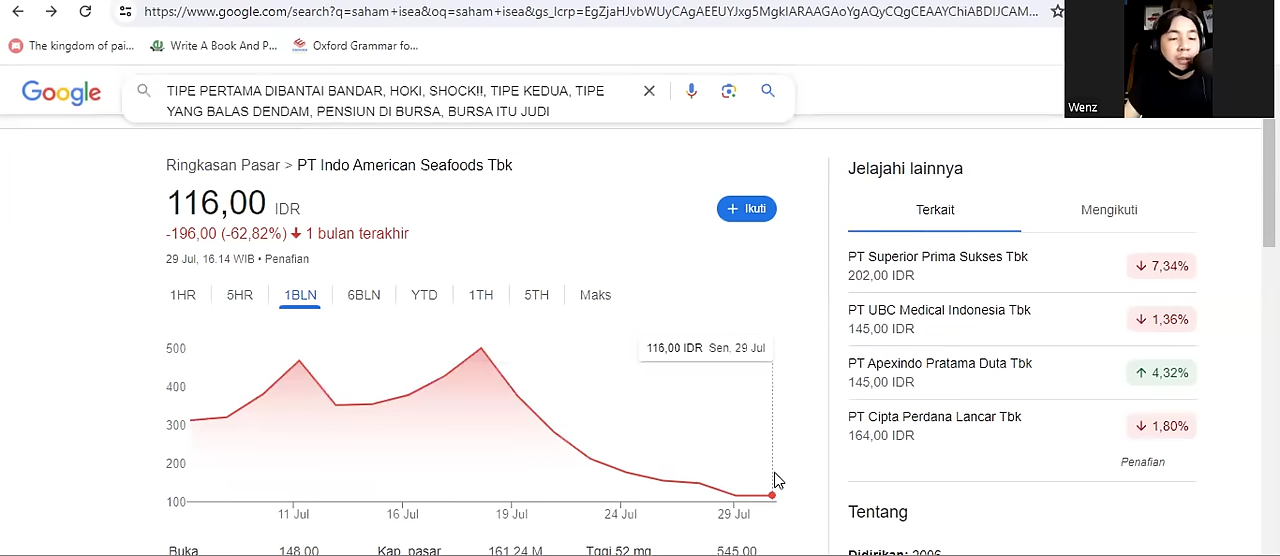 https://www.google.com/search?q=saham+isea&oq=saham+isea&gs_lcrp=EgZjaHJvbWUyCAgAEEUYJxg5MgkIARAAGAoYgAQyCQgCEAAYChiABDIJCAM...
The kingdom of pai...
Write A Book And P...
Oxford Grammar fo...
Wenz
Google
TIPE PERTAMA DIBANTAI BANDAR, HOKI, SHOCK!!, TIPE KEDUA, TIPE
YANG BALAS DENDAM, PENSIUN DI BURSA, BURSA ITU JUDI
Ringkasan Pasar > PT Indo American Seafoods Tbk
116,00 IDR
+ Ikuti
-196,00 (-62,82%) ↓ 1 bulan terakhir
29 Jul, 16.14 WIB • Penafian
1HR 5HR 1BLN 6BLN YTD 1TH 5TH Maks
116,00 IDR Sen, 29 Jul
500
400
300
200
100
11 Jul 16 Jul 19 Jul 24 Jul 29 Jul
Buka 148.00 Kap. pasar 161.24 M Tggi 52 mg 545.00
Jelajahi lainnya
Terkait Mengikuti
PT Superior Prima Sukses Tbk
202,00 IDR
↓ 7,34%
PT UBC Medical Indonesia Tbk
145,00 IDR
↓ 1,36%
PT Apexindo Pratama Duta Tbk
145,00 IDR
↑ 4,32%
PT Cipta Perdana Lancar Tbk
164,00 IDR
↓ 1,80%
Penafian
Tentang
Didirikan: 2006